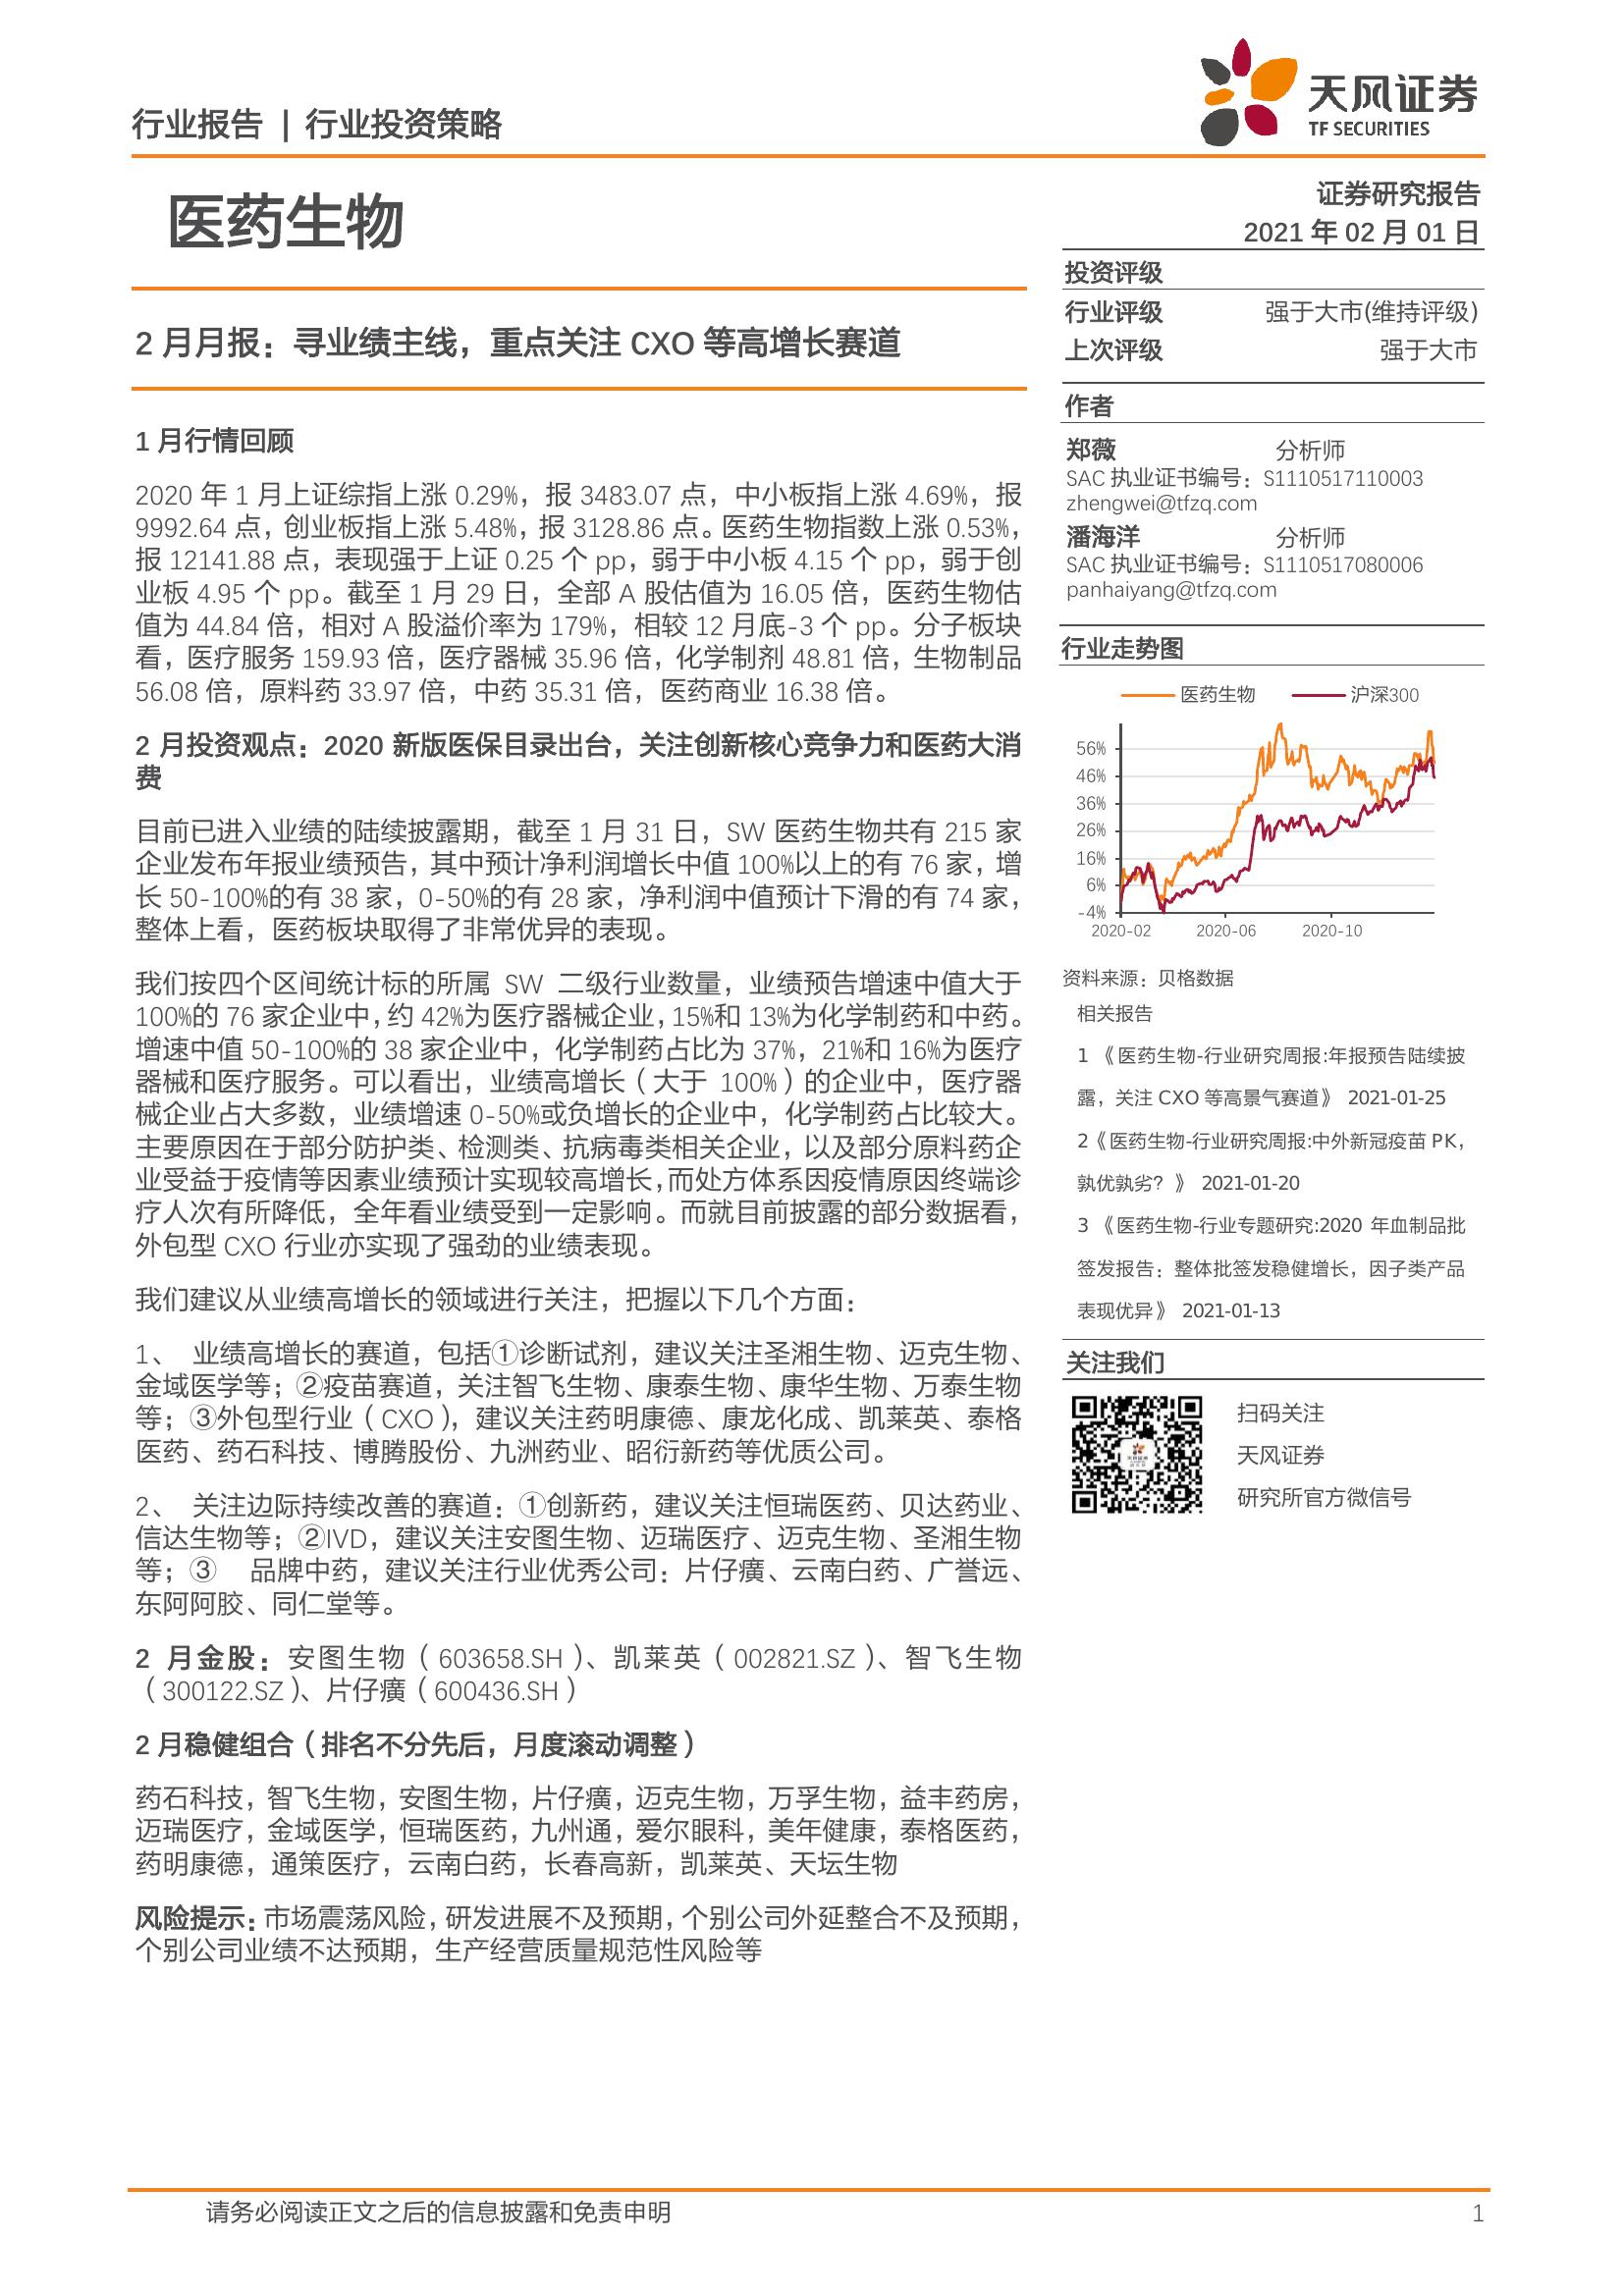 天风证券
TF SECURITIES
行业报告 | 行业投资策略
医药生物
证券研究报告
2021 年 02 月 01 日
2 月月报：寻业绩主线，重点关注 CXO 等高增长赛道
1 月行情回顾
2020 年 1 月上证综指上涨 0.29%，报 3483.07 点，中小板指上涨 4.69%，报
9992.64 点，创业板指上涨 5.48%，报 3128.86 点。医药生物指数上涨 0.53%，
报 12141.88 点，表现强于上证 0.25 个 pp，弱于中小板 4.15 个 pp，弱于创
业板 4.95 个 pp。截至 1 月 29 日，全部 A 股估值为 16.05 倍，医药生物估
值为 44.84 倍，相对 A 股溢价率为 179%，相较 12 月底-3 个 pp。分子板块
看，医疗服务 159.93 倍，医疗器械 35.96 倍，化学制剂 48.81 倍，生物制品
56.08 倍，原料药 33.97 倍，中药 35.31 倍，医药商业 16.38 倍。
2 月投资观点：2020 新版医保目录出台，关注创新核心竞争力和医药大消
费
目前已进入业绩的陆续披露期，截至 1 月 31 日，SW 医药生物共有 215 家
企业发布年报业绩预告，其中预计净利润增长中值 100%以上的有 76 家，增
长 50-100%的有 38 家，0-50%的有 28 家，净利润中值预计下滑的有 74 家，
整体上看，医药板块取得了非常优异的表现。
我们按四个区间统计标的所属 SW 二级行业数量，业绩预告增速中值大于
100%的 76 家企业中，约 42%为医疗器械企业，15%和 13%为化学制药和中药。
增速中值 50-100%的 38 家企业中，化学制药占比为 37%，21%和 16%为医疗
器械和医疗服务。可以看出，业绩高增长（大于 100%）的企业中，医疗器
械企业占大多数，业绩增速 0-50%或负增长的企业中，化学制药占比较大。
主要原因在于部分防护类、检测类、抗病毒类相关企业，以及部分原料药企
业受益于疫情等因素业绩预计实现较高增长，而处方体系因疫情原因终端诊
疗人次有所降低，全年看业绩受到一定影响。而就目前披露的部分数据看，
外包型 CXO 行业亦实现了强劲的业绩表现。
我们建议从业绩高增长的领域进行关注，把握以下几个方面：
1、 业绩高增长的赛道，包括①诊断试剂，建议关注圣湘生物、迈克生物、
金域医学等；②疫苗赛道，关注智飞生物、康泰生物、康华生物、万泰生物
等；③外包型行业（CXO），建议关注药明康德、康龙化成、凯莱英、泰格
医药、药石科技、博腾股份、九洲药业、昭衍新药等优质公司。
2、 关注边际持续改善的赛道：①创新药，建议关注恒瑞医药、贝达药业、
信达生物等；②IVD，建议关注安图生物、迈瑞医疗、迈克生物、圣湘生物
等；③ 品牌中药，建议关注行业优秀公司：片仔癀、云南白药、广誉远、
东阿阿胶、同仁堂等。
2 月金股：安图生物（603658.SH）、凯莱英（002821.SZ）、智飞生物
（300122.SZ）、片仔癀（600436.SH）
2 月稳健组合（排名不分先后，月度滚动调整）
药石科技，智飞生物，安图生物，片仔癀，迈克生物，万孚生物，益丰药房，
迈瑞医疗，金域医学，恒瑞医药，九州通，爱尔眼科，美年健康，泰格医药，
药明康德，通策医疗，云南白药，长春高新，凯莱英、天坛生物
风险提示：市场震荡风险，研发进展不及预期，个别公司外延整合不及预期，
个别公司业绩不达预期，生产经营质量规范性风险等
投资评级
行业评级 强于大市(维持评级)
上次评级 强于大市
作者
郑薇 分析师
SAC 执业证书编号：S1110517110003
zhengwei@tfzq.com
潘海洋 分析师
SAC 执业证书编号：S1110517080006
panhaiyang@tfzq.com
行业走势图
医药生物 沪深300
56%
46%
36%
26%
16%
6%
-4%
2020-02 2020-06 2020-10
资料来源：贝格数据
相关报告
1 《医药生物-行业研究周报:年报预告陆续披
露，关注 CXO 等高景气赛道》 2021-01-25
2《医药生物-行业研究周报:中外新冠疫苗 PK，
孰优孰劣？》 2021-01-20
3 《医药生物-行业专题研究:2020 年血制品批
签发报告：整体批签发稳健增长，因子类产品
表现优异》 2021-01-13
关注我们
扫码关注
天风证券
研究所官方微信号
请务必阅读正文之后的信息披露和免责申明 1